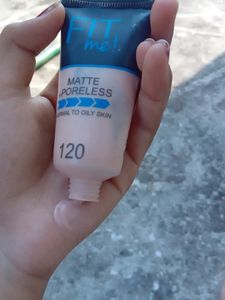 FIT
me!
MATTE
+PORELESS
NORMAL TO OILY SKIN
120